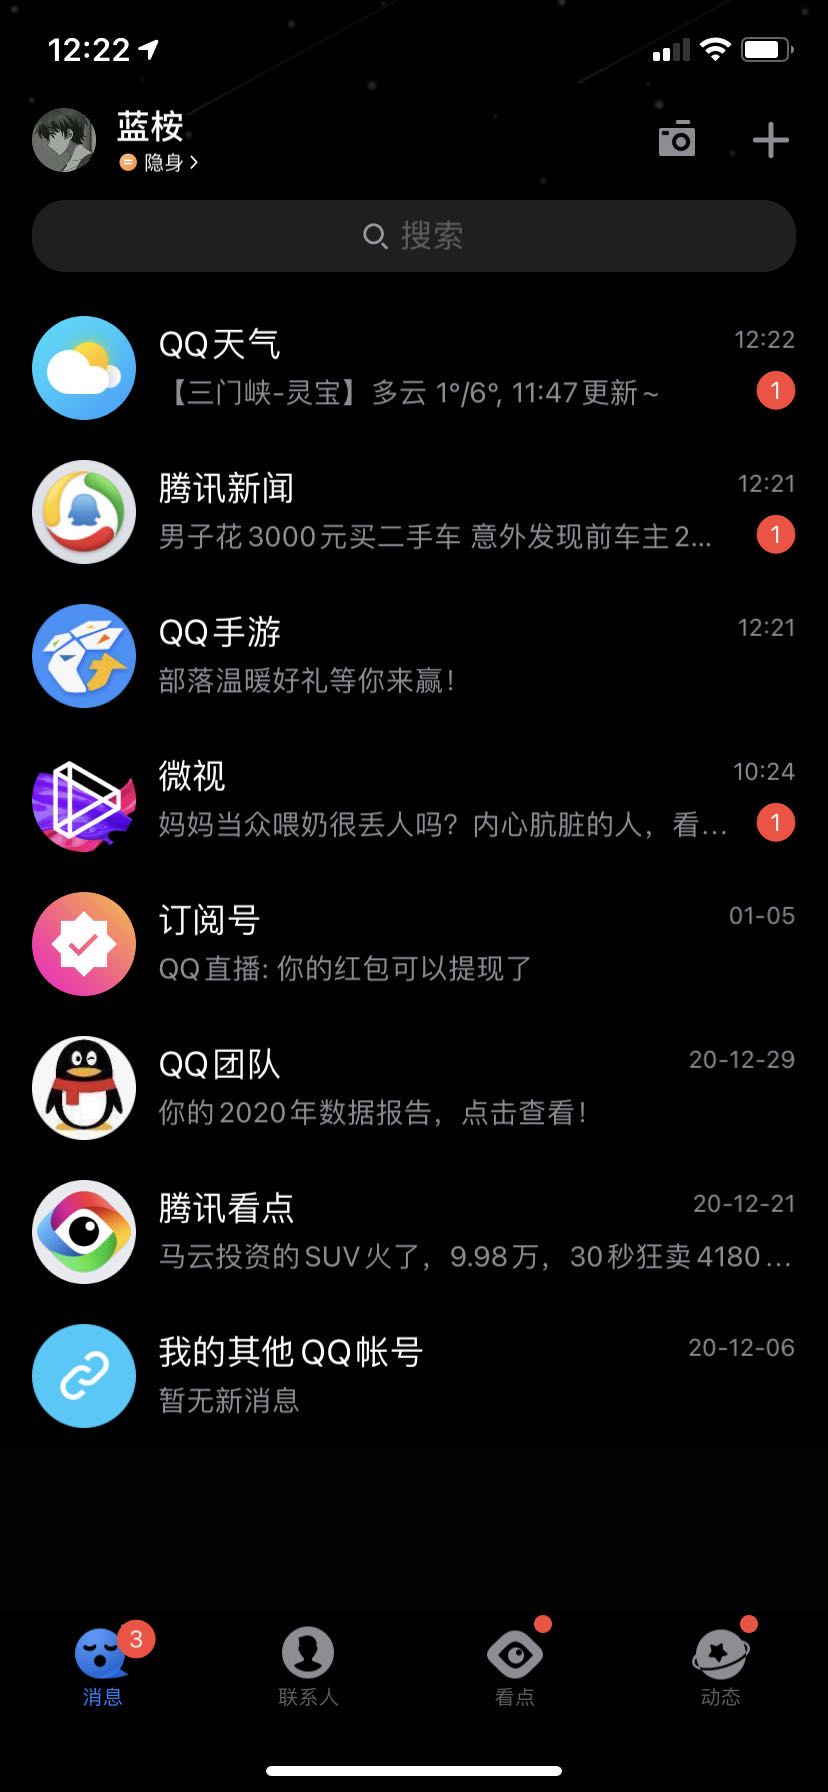 12:22
蓝桉
隐身
搜索
QQ天气
12:22
【三门峡-灵宝】多云 1°/6°, 11:47更新~
1
腾讯新闻
12:21
男子花3000元买二手车 意外发现前车主2...
1
QQ手游
12:21
部落温暖好礼等你来赢！
微视
10:24
妈妈当众喂奶很丢人吗？内心肮脏的人，看...
1
订阅号
01-05
QQ直播: 你的红包可以提现了
QQ团队
20-12-29
你的2020年数据报告，点击查看！
腾讯看点
20-12-21
马云投资的SUV火了，9.98万，30秒狂卖4180...
我的其他QQ帐号
20-12-06
暂无新消息
3
消息
联系人
看点
动态